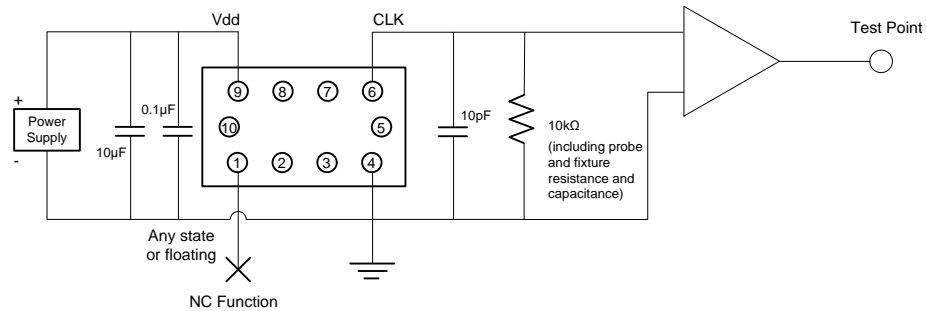 Vdd
CLK
Test Point
9
8
7
6
+
Power
Supply
-
10µF
0.1µF
10
5
10pF
10kΩ
(including probe
and fixture
resistance and
capacitance)
1
2
3
4
Any state
or floating
NC Function